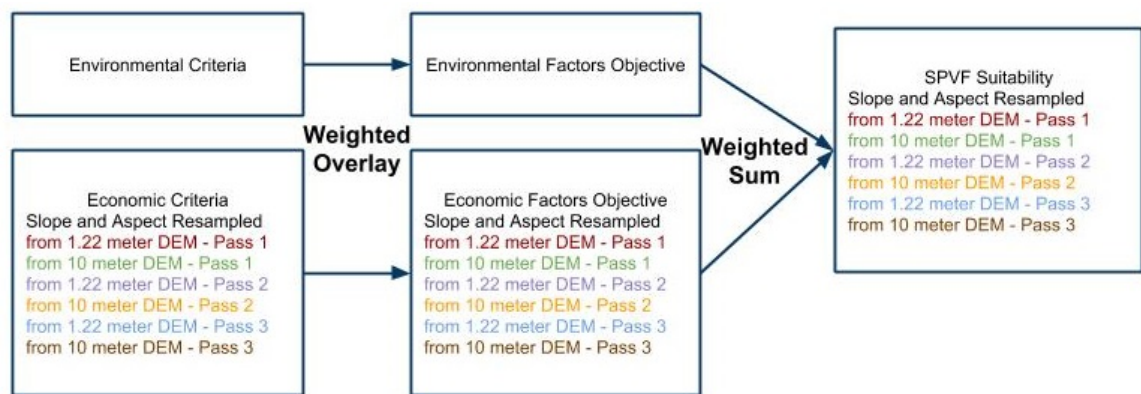 Environmental Criteria
Environmental Factors Objective
Weighted
Overlay
Economic Criteria
Slope and Aspect Resampled
from 1.22 meter DEM - Pass 1
from 10 meter DEM - Pass 1
from 1.22 meter DEM - Pass 2
from 10 meter DEM - Pass 2
from 1.22 meter DEM - Pass 3
from 10 meter DEM - Pass 3
Economic Factors Objective
Slope and Aspect Resampled
from 1.22 meter DEM - Pass 1
from 10 meter DEM - Pass 1
from 1.22 meter DEM - Pass 2
from 10 meter DEM - Pass 2
from 1.22 meter DEM - Pass 3
from 10 meter DEM - Pass 3
Weighted
Sum
SPVF Suitability
Slope and Aspect Resampled
from 1.22 meter DEM - Pass 1
from 10 meter DEM - Pass 1
from 1.22 meter DEM - Pass 2
from 10 meter DEM - Pass 2
from 1.22 meter DEM - Pass 3
from 10 meter DEM - Pass 3